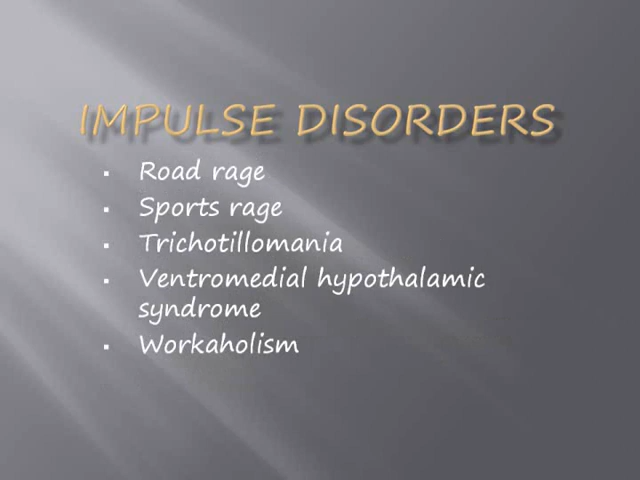 IMPULSE DISORDERS
▪ Road rage
▪ Sports rage
▪ Trichotillomania
▪ Ventromedial hypothalamic
syndrome
▪ Workaholism